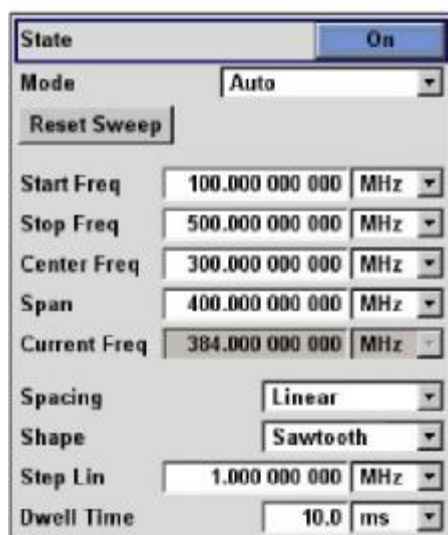 State On
Mode Auto
Reset Sweep
Start Freq 100.000 000 000 MHz
Stop Freq 500.000 000 000 MHz
Center Freq 300.000 000 000 MHz
Span 400.000 000 000 MHz
Current Freq 384.000 000 000 MHz
Spacing Linear
Shape Sawtooth
Step Lin 1.000 000 000 MHz
Dwell Time 10.0 ms